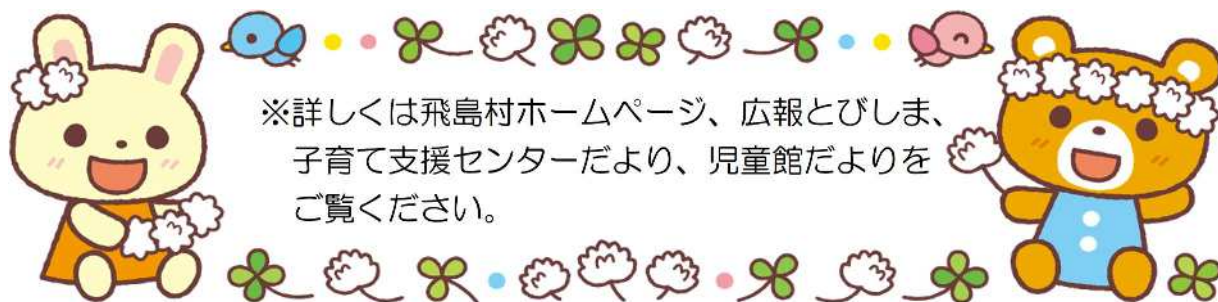 ※詳しくは飛島村ホームページ、広報とびしま、
子育て支援センターだより、児童館だよりを
ご覧ください。